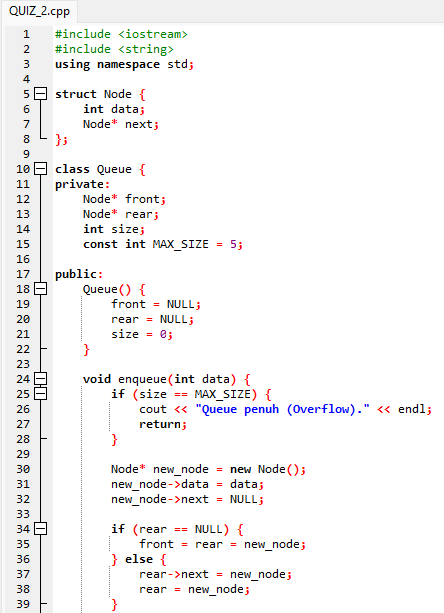 QUIZ_2.cpp
1 #include <iostream>
2 #include <string>
3 using namespace std;
4
5 struct Node {
6     int data;
7     Node* next;
8 };
9
10 class Queue {
11 private:
12     Node* front;
13     Node* rear;
14     int size;
15     const int MAX_SIZE = 5;
16
17 public:
18     Queue() {
19         front = NULL;
20         rear = NULL;
21         size = 0;
22     }
23
24     void enqueue(int data) {
25         if (size == MAX_SIZE) {
26             cout << "Queue penuh (Overflow)." << endl;
27             return;
28         }
29
30         Node* new_node = new Node();
31         new_node->data = data;
32         new_node->next = NULL;
33
34         if (rear == NULL) {
35             front = rear = new_node;
36         } else {
37             rear->next = new_node;
38             rear = new_node;
39         }